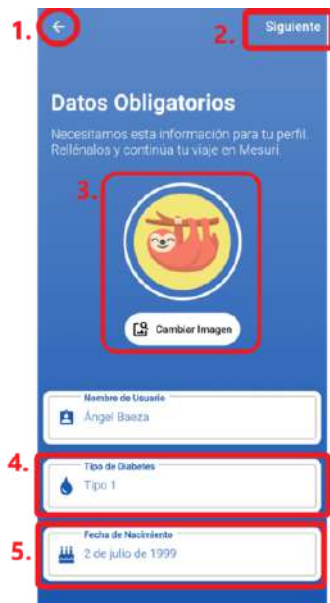 1.
2.
Siguiente
Datos Obligatorios
Necesitamos esta información para tu perfil.
Rellénalos y continua tu viaje en Mesuri.
3.
Cambiar Imagen
Nombre de Usuario
Ángel Baeza
4.
Tipo de Diabetes
Tipo 1
5.
Fecha de Nacimiento
2 de julio de 1999